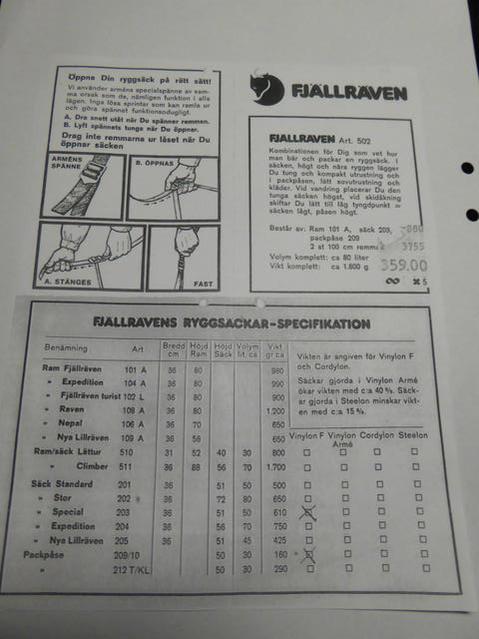 Öppna Din ryggsäck på rätt sätt!
Vi använder arméns specialspänne av sam-
ma orsak som de, nämligen funktion i alla
lägen. Inga lösa sprintar som kan ramla ur
och göra spännet funktionsodugligt.
A. Dra snett utåt när Du spänner remmen.
B. Lyft spännets tunga när Du öppnar.
Drag inte remmarna ur låset när Du
öppnar säcken
ARMÉNS
SPÄNNE
B. ÖPPNAS
A. STÄNGES
FAST
FJÄLLRÄVEN
FJÄLLRÄVEN Art. 502
Kombinationen för Dig som vet hur
man bär och packar en ryggsäck. I
säcken, högt och nära ryggen lägger
Du tung och kompakt utrustning och
i packpåsen, lätt sovutrustning och
kläder. Vid vandring placerar Du den
tunga säcken högst, vid skidåkning
skiftar Du lätt till låg tyngdpunkt =
säcken lågt, påsen högt.
Består av: Ram 101 A, säck 203,
packpåse 209
2 st 100 cm remmar 3755
Volym komplett: ca 80 liter
Vikt komplett: ca 1.800 g 359.00
FJÄLLRÄVENS RYGGSÄCKAR-SPECIFIKATION
Benämning Art Bredd cm Höjd Ram Höjd Säck Volym lit. ca Vikt gr ca
Ram Fjällräven 101 A 36 80 980
» Expedition 104 A 36 80 990
» Fjällräven turist 102 L 36 80 900
» Raven 108 A 36 80 1.200
» Nepal 106 A 36 70 650
» Nya Lillräven 109 A 36 56 650
Vikten är angiven för Vinylon F
och Cordylon.
Säckar gjorda i Vinylon Armé
ökar vikten med c:a 40 %. Säck-
ar gjorda i Steelon minskar vikt-
en med c:a 15 %.
Vinylon F Vinylon Armé Cordylon Steelon
Ram/säck Lättur 510 31 52 40 30 800
» Climber 511 36 88 56 70 1.700
Säck Standard 201 36 51 50 500
» Stor 202 36 72 80 650
» Special 203 36 51 50 610
» Expedition 204 36 56 70 750
» Nya Lillräven 205 36 51 45 425
Packpåse 209/10 50 30 160
» 212 T/KL 50 30 290